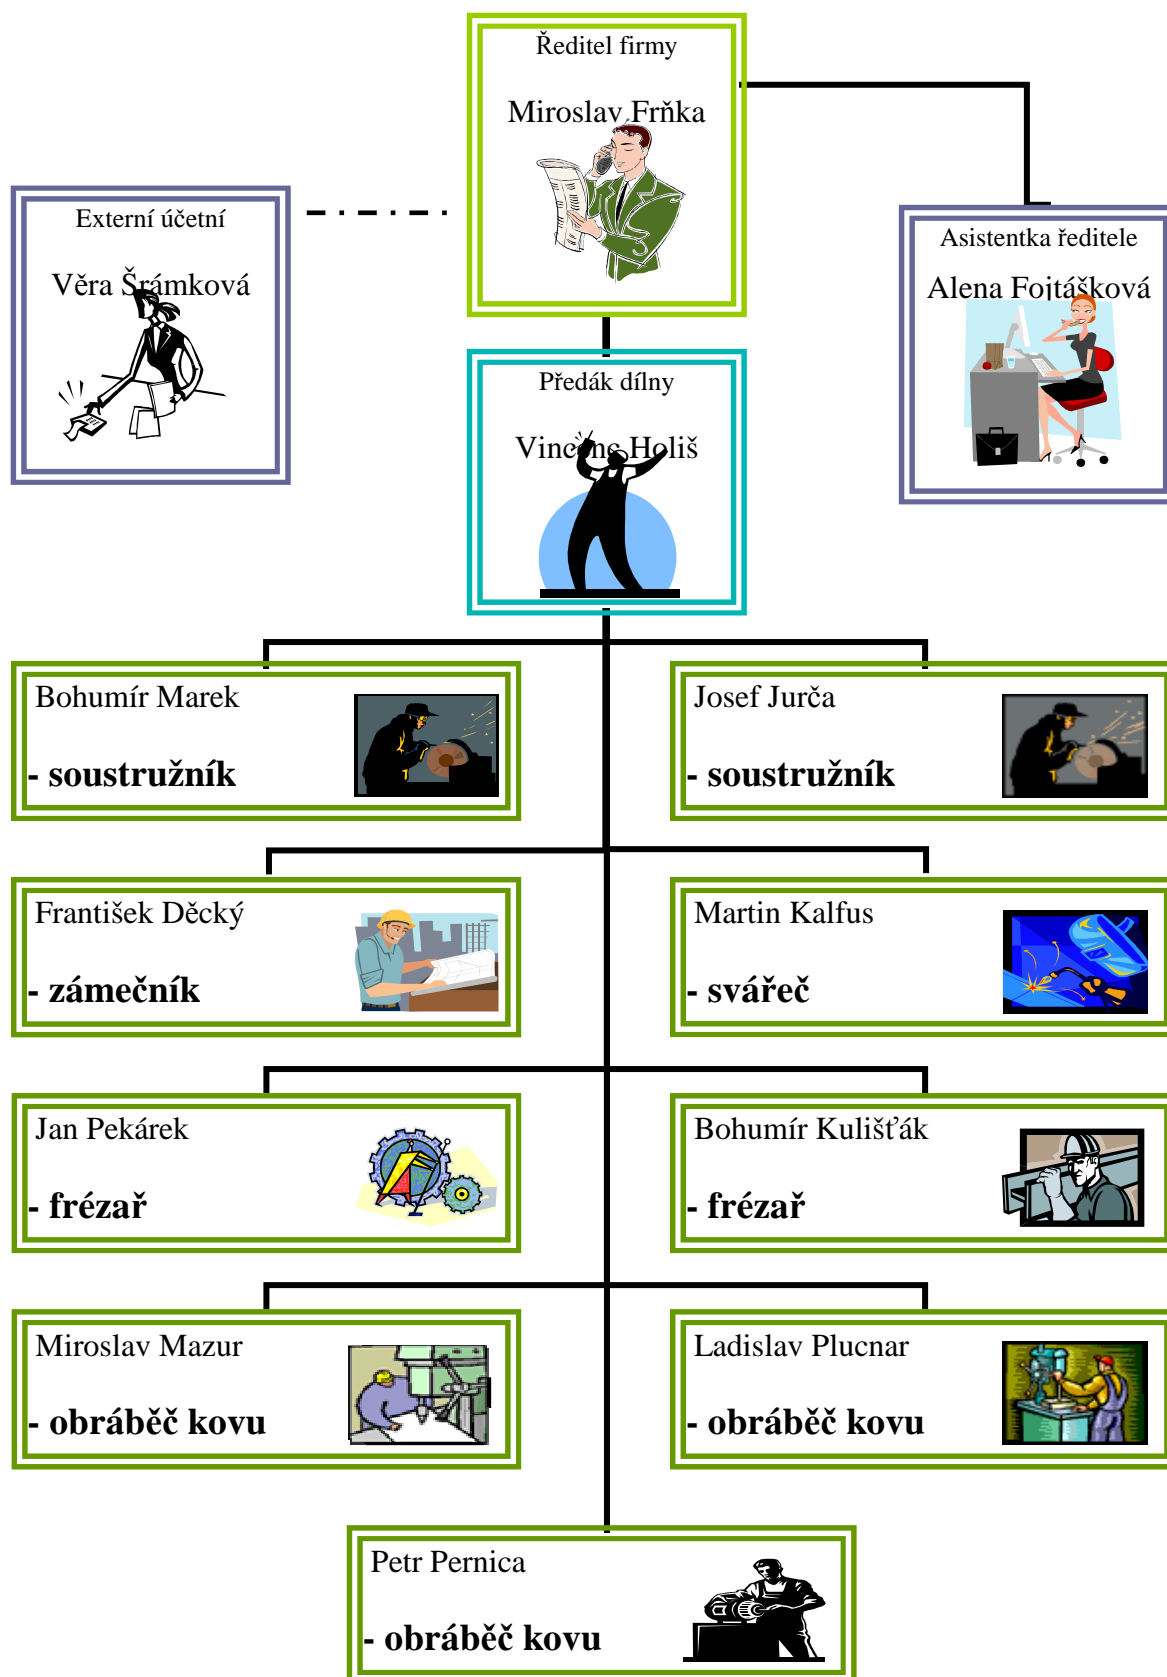 Ředitel firmy
Miroslav Frňka
Externí účetní
Věra Šrámková
Asistentka ředitele
Alena Fojtášková
Předák dílny
Vincenc Holiš
Bohumír Marek
- soustružník
Josef Jurča
- soustružník
František Děcký
- zámečník
Martin Kalfus
- svářeč
Jan Pekárek
- frézař
Bohumír Kulišťák
- frézař
Miroslav Mazur
- obráběč kovu
Ladislav Plucnar
- obráběč kovu
Petr Pernica
- obráběč kovu